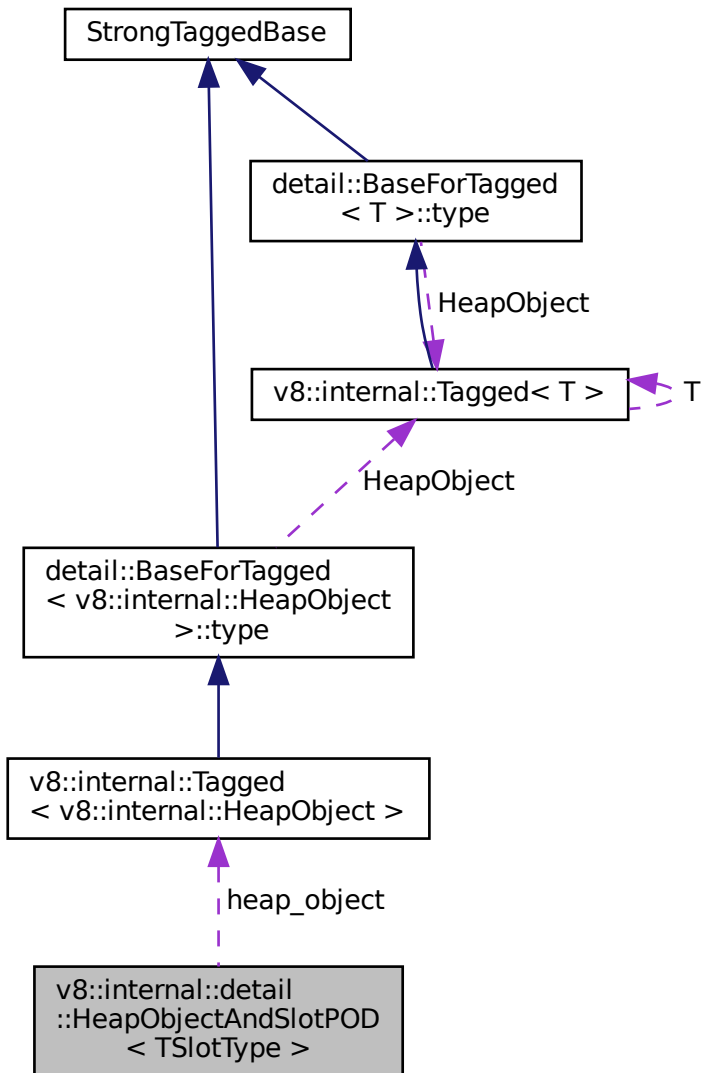 StrongTaggedBase
detail::BaseForTagged
< T >::type
HeapObject
v8::internal::Tagged< T >
T
HeapObject
detail::BaseForTagged
< v8::internal::HeapObject
>::type
v8::internal::Tagged
< v8::internal::HeapObject >
heap_object
v8::internal::detail
::HeapObjectAndSlotPOD
< TSlotType >